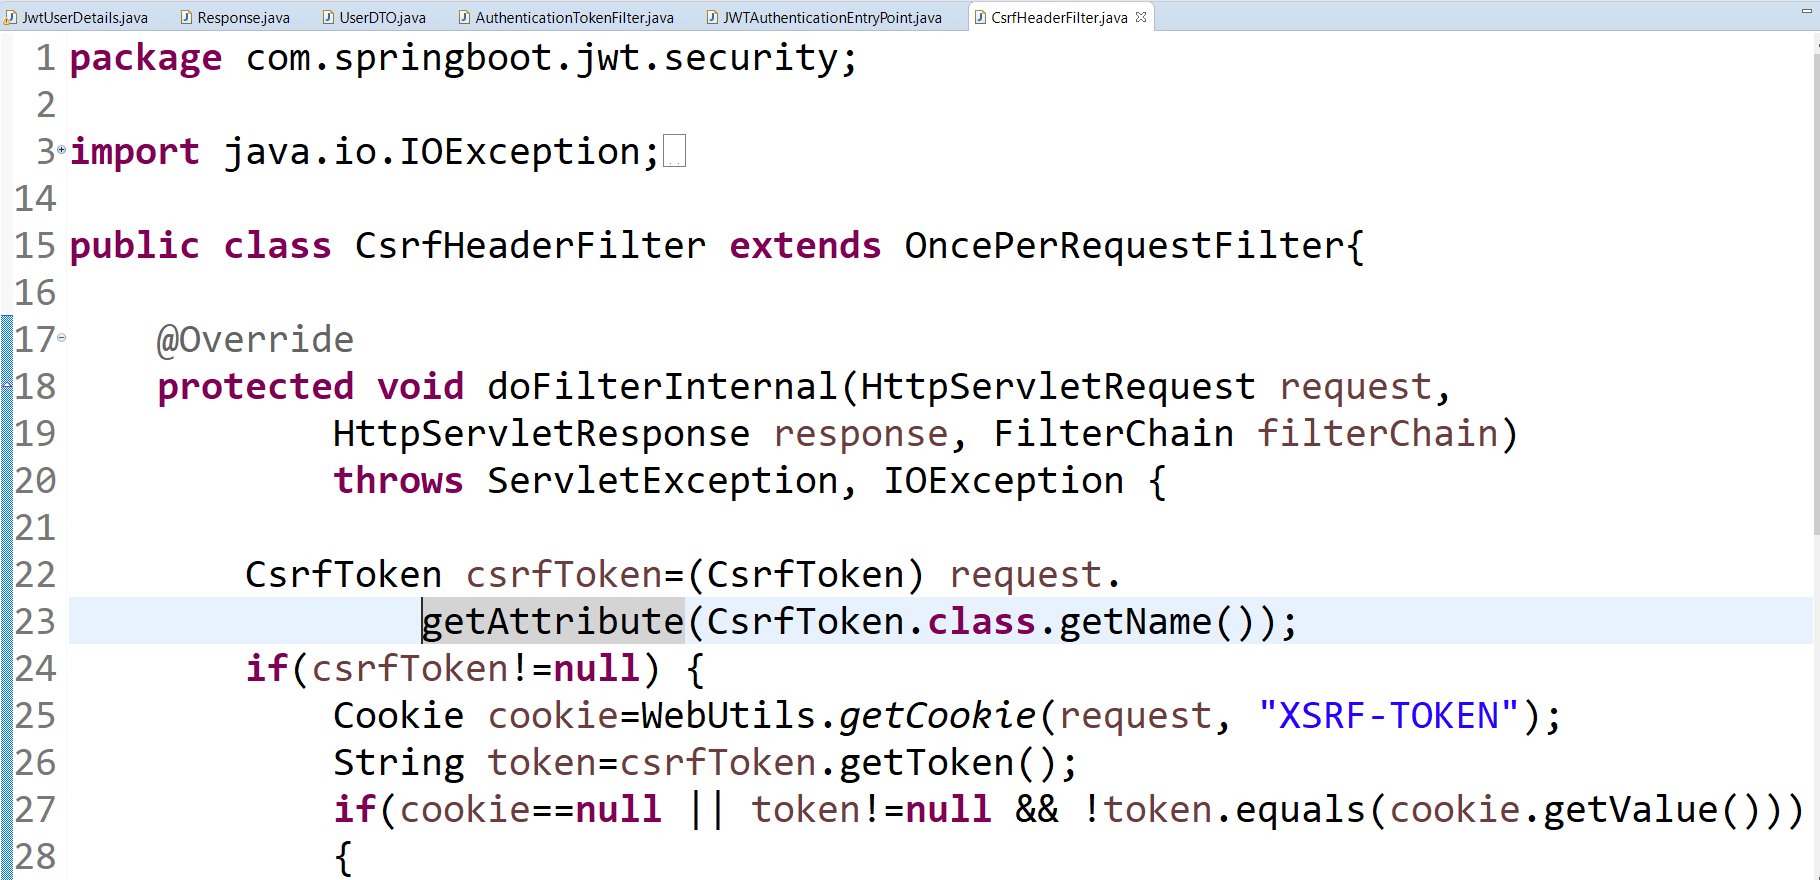 JwtUserDetails.java Response.java UserDTO.java AuthenticationTokenFilter.java JWTAuthenticationEntryPoint.java CsrfHeaderFilter.java
1 package com.springboot.jwt.security;
2
3 import java.io.IOException;
14
15 public class CsrfHeaderFilter extends OncePerRequestFilter{
16
17 @Override
18 protected void doFilterInternal(HttpServletRequest request,
19 HttpServletResponse response, FilterChain filterChain)
20 throws ServletException, IOException {
21
22 CsrfToken csrfToken=(CsrfToken) request.
23 getAttribute(CsrfToken.class.getName());
24 if(csrfToken!=null) {
25 Cookie cookie=WebUtils.getCookie(request, "XSRF-TOKEN");
26 String token=csrfToken.getToken();
27 if(cookie==null || token!=null && !token.equals(cookie.getValue()))
28 {